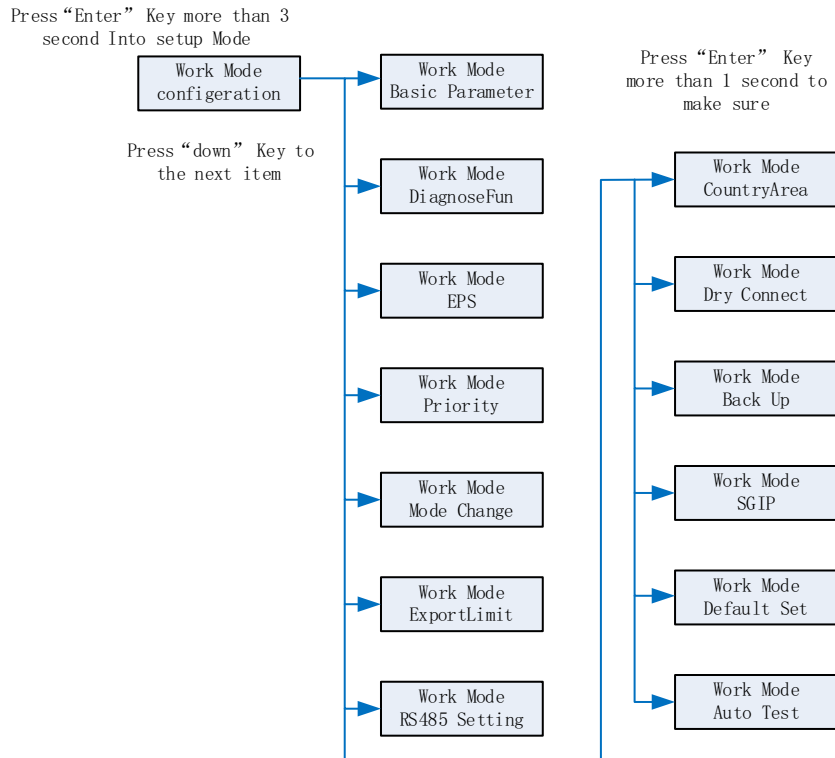 Press “Enter” Key more than 3
second Into setup Mode
Work Mode
configeration
Press “down” Key to
the next item
Work Mode
Basic Parameter
Work Mode
DiagnoseFun
Work Mode
EPS
Work Mode
Priority
Work Mode
Mode Change
Work Mode
ExportLimit
Work Mode
RS485 Setting
Press “Enter” Key
more than 1 second to
make sure
Work Mode
CountryArea
Work Mode
Dry Connect
Work Mode
Back Up
Work Mode
SGIP
Work Mode
Default Set
Work Mode
Auto Test